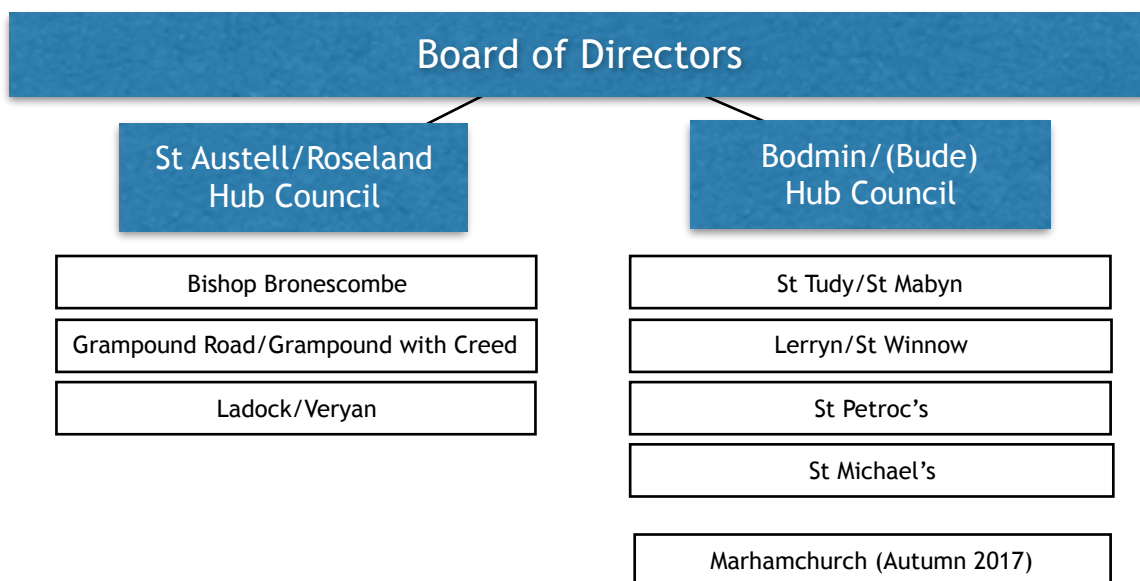 Board of Directors
St Austell/Roseland
Hub Council
Bishop Bronescombe
Grampound Road/Grampound with Creed
Ladock/Veryan
Bodmin/(Bude)
Hub Council
St Tudy/St Mabyn
Lerryn/St Winnow
St Petroc’s
St Michael’s
Marhamchurch (Autumn 2017)